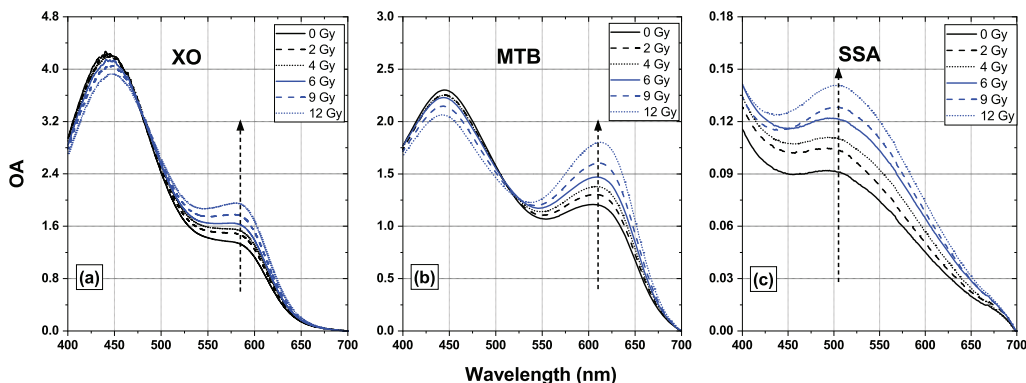 4.8
4.0
3.2
2.4
1.6
0.8
0.0
OA
XO
0 Gy
2 Gy
4 Gy
6 Gy
9 Gy
12 Gy
(a)
400 450 500 550 600 650 700
3.0
2.5
2.0
1.5
1.0
0.5
0.0
MTB
0 Gy
2 Gy
4 Gy
6 Gy
9 Gy
12 Gy
(b)
400 450 500 550 600 650 700
0.18
0.15
0.12
0.09
0.06
0.03
0.00
SSA
0 Gy
2 Gy
4 Gy
6 Gy
9 Gy
12 Gy
(c)
400 450 500 550 600 650 700
Wavelength (nm)